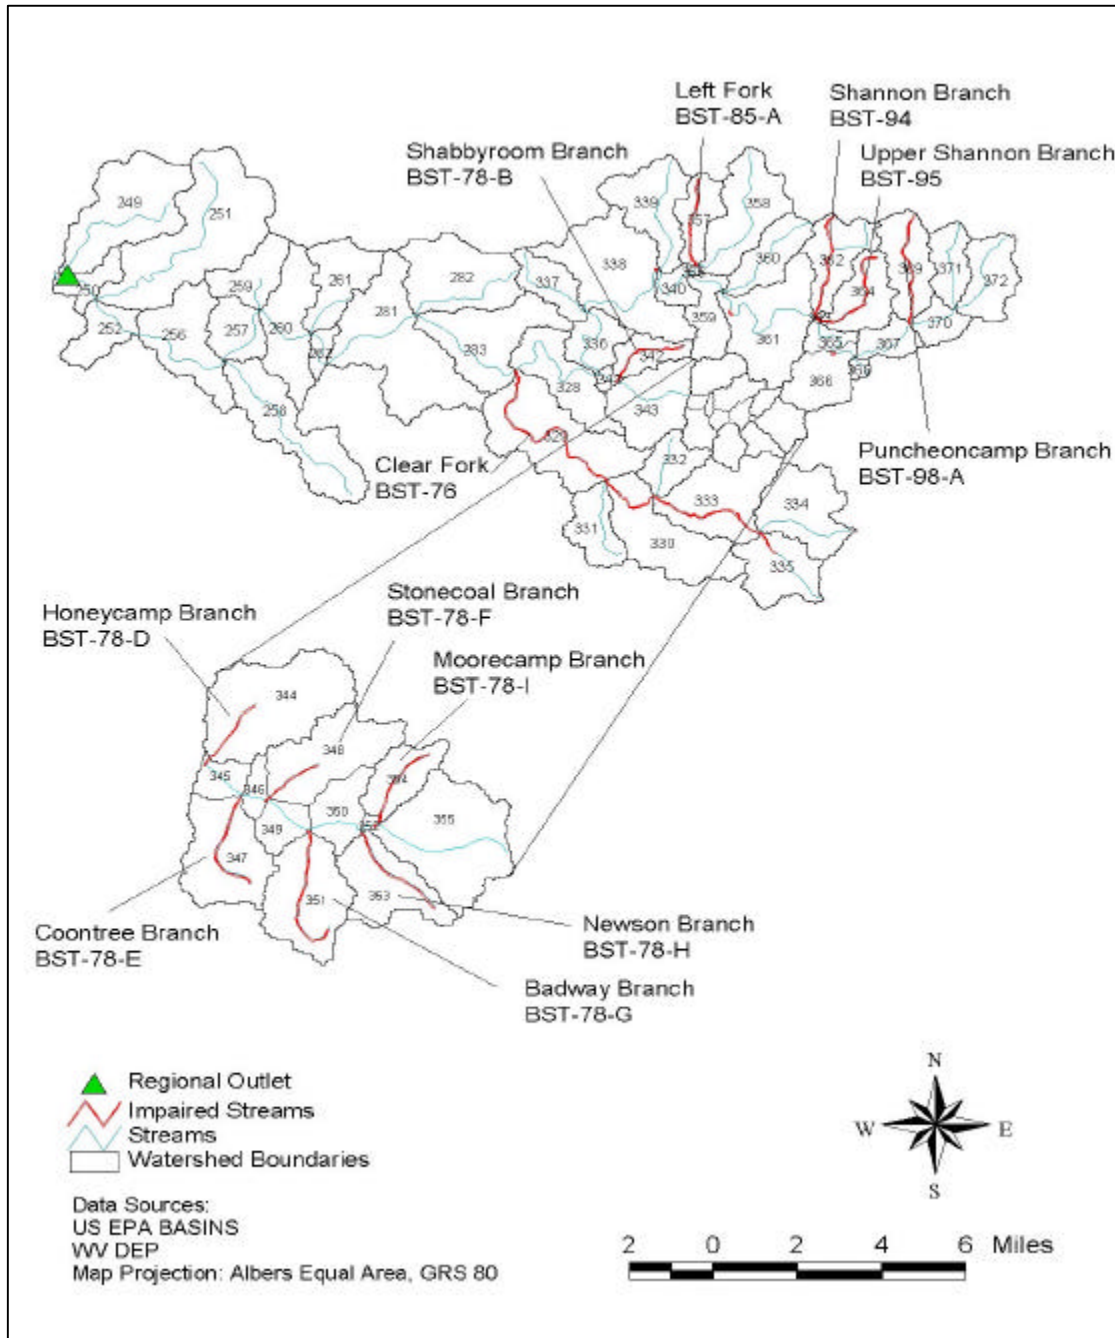 Left Fork
BST-85-A
Shannon Branch
BST-94
Shabbyroom Branch
BST-78-B
Upper Shannon Branch
BST-95
249
251
339
357
358
338
360
371
372
282
337
340
259
261
281
359
370
252
256
257
260
361
365
367
283
336
342
366
328
343
258
Clear Fork
BST-76
332
Puncheoncamp Branch
BST-98-A
333
334
331
330
335
Honeycamp Branch
BST-78-D
Stonecoal Branch
BST-78-F
Moorecamp Branch
BST-78-I
344
348
345
346
354
350
349
355
347
351
353
Coontree Branch
BST-78-E
Newson Branch
BST-78-H
Badway Branch
BST-78-G
Regional Outlet
Impaired Streams
Streams
Watershed Boundaries
N
W E
S
Data Sources:
US EPA BASINS
WV DEP
Map Projection: Albers Equal Area, GRS 80
2 0 2 4 6 Miles